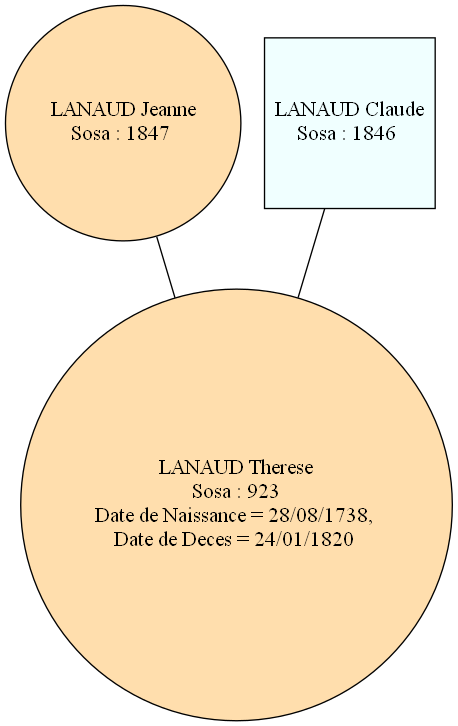 LANAUD Jeanne
Sosa : 1847
LANAUD Claude
Sosa : 1846
LANAUD Therese
Sosa : 923
Date de Naissance = 28/08/1738,
Date de Deces = 24/01/1820